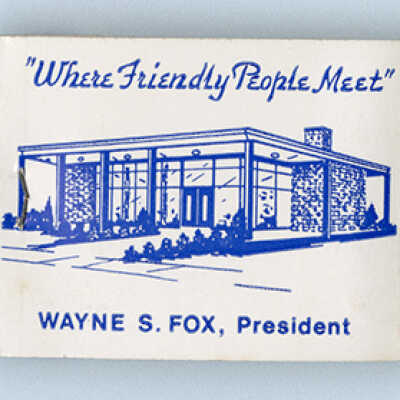 "Where Friendly People Meet"
WAYNE S. FOX, President